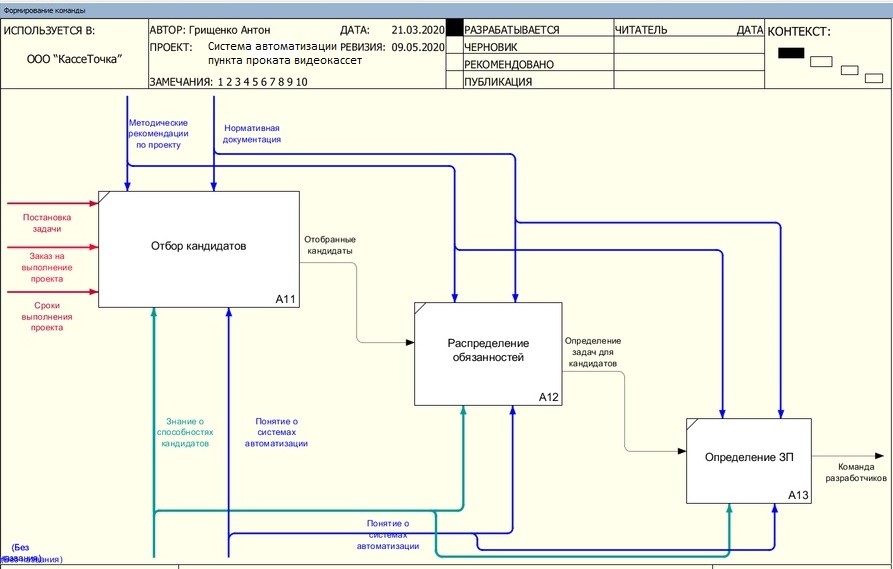 Формирование команды
ИСПОЛЬЗУЕТСЯ В:
ООО “КассеТочка”
АВТОР: Грищенко Антон
ДАТА: 21.03.2020
ПРОЕКТ: Система автоматизации
пункта проката видеокассет
РЕВИЗИЯ: 09.05.2020
ЗАМЕЧАНИЯ: 1 2 3 4 5 6 7 8 9 10
РАЗРАБАТЫВАЕТСЯ
ЧЕРНОВИК
РЕКОМЕНДОВАНО
ПУБЛИКАЦИЯ
ЧИТАТЕЛЬ
ДАТА
КОНТЕКСТ:
Методические
рекомендации
по проекту
Нормативная
документация
Постановка
задачи
Заказ на
выполнение
проекта
Сроки
выполнения
проекта
Отбор кандидатов
A11
Отобранные
кандидаты
Распределение
обязанностей
A12
Определение
задач для
кандидатов
Определение ЗП
A13
Команда
разработчиков
Знание о
способностях
кандидатов
Понятие о
системах
автоматизации
Понятие о
системах
автоматизации
(Без
названия)